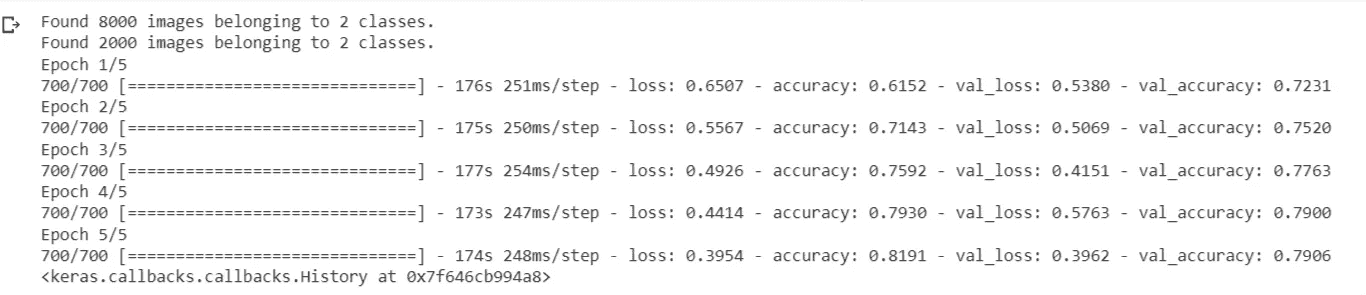 Found 8000 images belonging to 2 classes.
Found 2000 images belonging to 2 classes.
Epoch 1/5
700/700 [==============================] - 176s 251ms/step - loss: 0.6507 - accuracy: 0.6152 - val_loss: 0.5380 - val_accuracy: 0.7231
Epoch 2/5
700/700 [==============================] - 175s 250ms/step - loss: 0.5567 - accuracy: 0.7143 - val_loss: 0.5069 - val_accuracy: 0.7520
Epoch 3/5
700/700 [==============================] - 177s 254ms/step - loss: 0.4926 - accuracy: 0.7592 - val_loss: 0.4151 - val_accuracy: 0.7763
Epoch 4/5
700/700 [==============================] - 173s 247ms/step - loss: 0.4414 - accuracy: 0.7930 - val_loss: 0.5763 - val_accuracy: 0.7900
Epoch 5/5
700/700 [==============================] - 174s 248ms/step - loss: 0.3954 - accuracy: 0.8191 - val_loss: 0.3962 - val_accuracy: 0.7906
<keras.callbacks.callbacks.History at 0x7f646cb994a8>